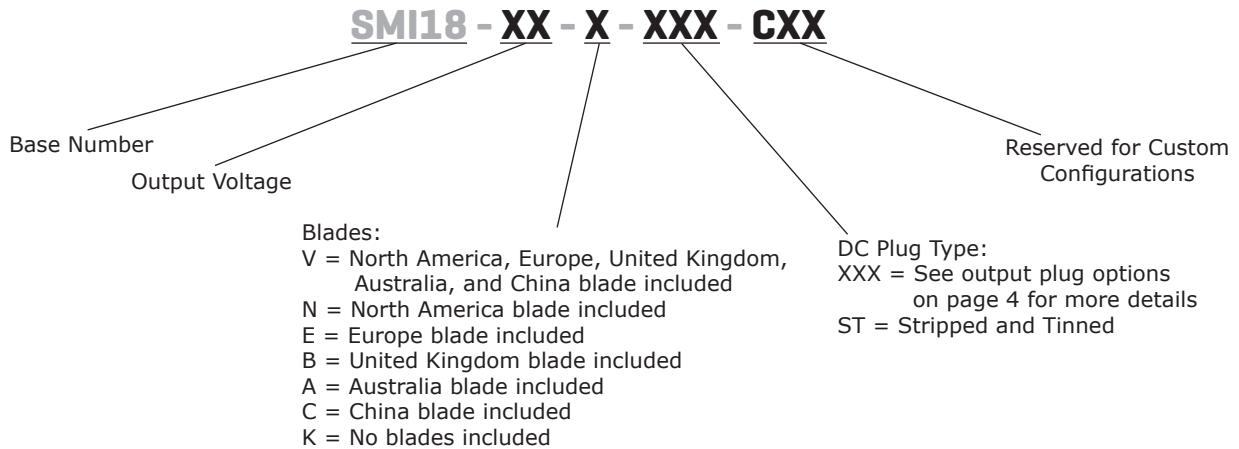 SMI18 - XX - X - XXX - CXX
Base Number
Output Voltage
Reserved for Custom
Configurations
Blades:
V = North America, Europe, United Kingdom,
Australia, and China blade included
N = North America blade included
E = Europe blade included
B = United Kingdom blade included
A = Australia blade included
C = China blade included
K = No blades included
DC Plug Type:
XXX = See output plug options
on page 4 for more details
ST = Stripped and Tinned